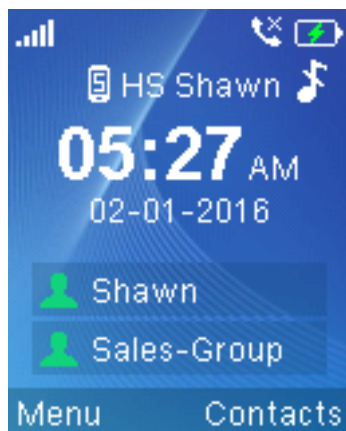 5 HS Shawn
05:27 AM
02-01-2016
Shawn
Sales-Group
Menu Contacts